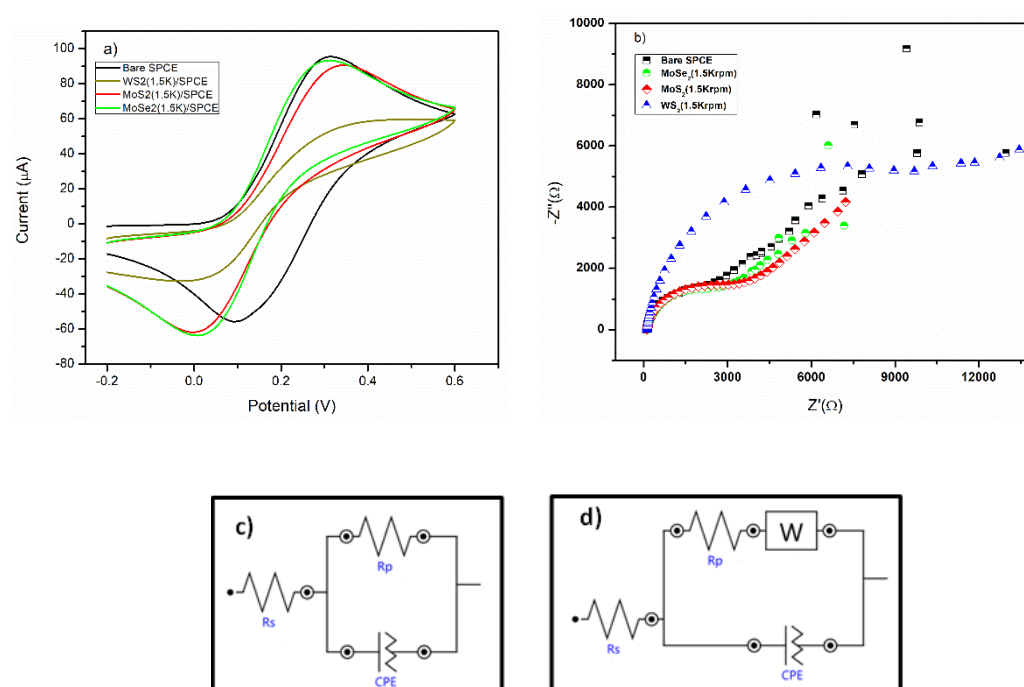 a)
Bare SPCE
WS2(1.5K)/SPCE
MoS2(1.5K)/SPCE
MoSe2(1.5K)/SPCE
100
80
60
40
20
0
-20
-40
-60
-80
Current (μA)
-0.2
0.0
0.2
0.4
0.6
Potential (V)
b)
Bare SPCE
MoSe₂(1.5Krpm)
MoS₂(1.5Krpm)
WS₂(1.5Krpm)
10000
8000
6000
4000
2000
0
-Z''(Ω)
0
3000
6000
9000
12000
Z'(Ω)
c)
Rp
Rs
CPE
d)
W
Rp
Rs
CPE